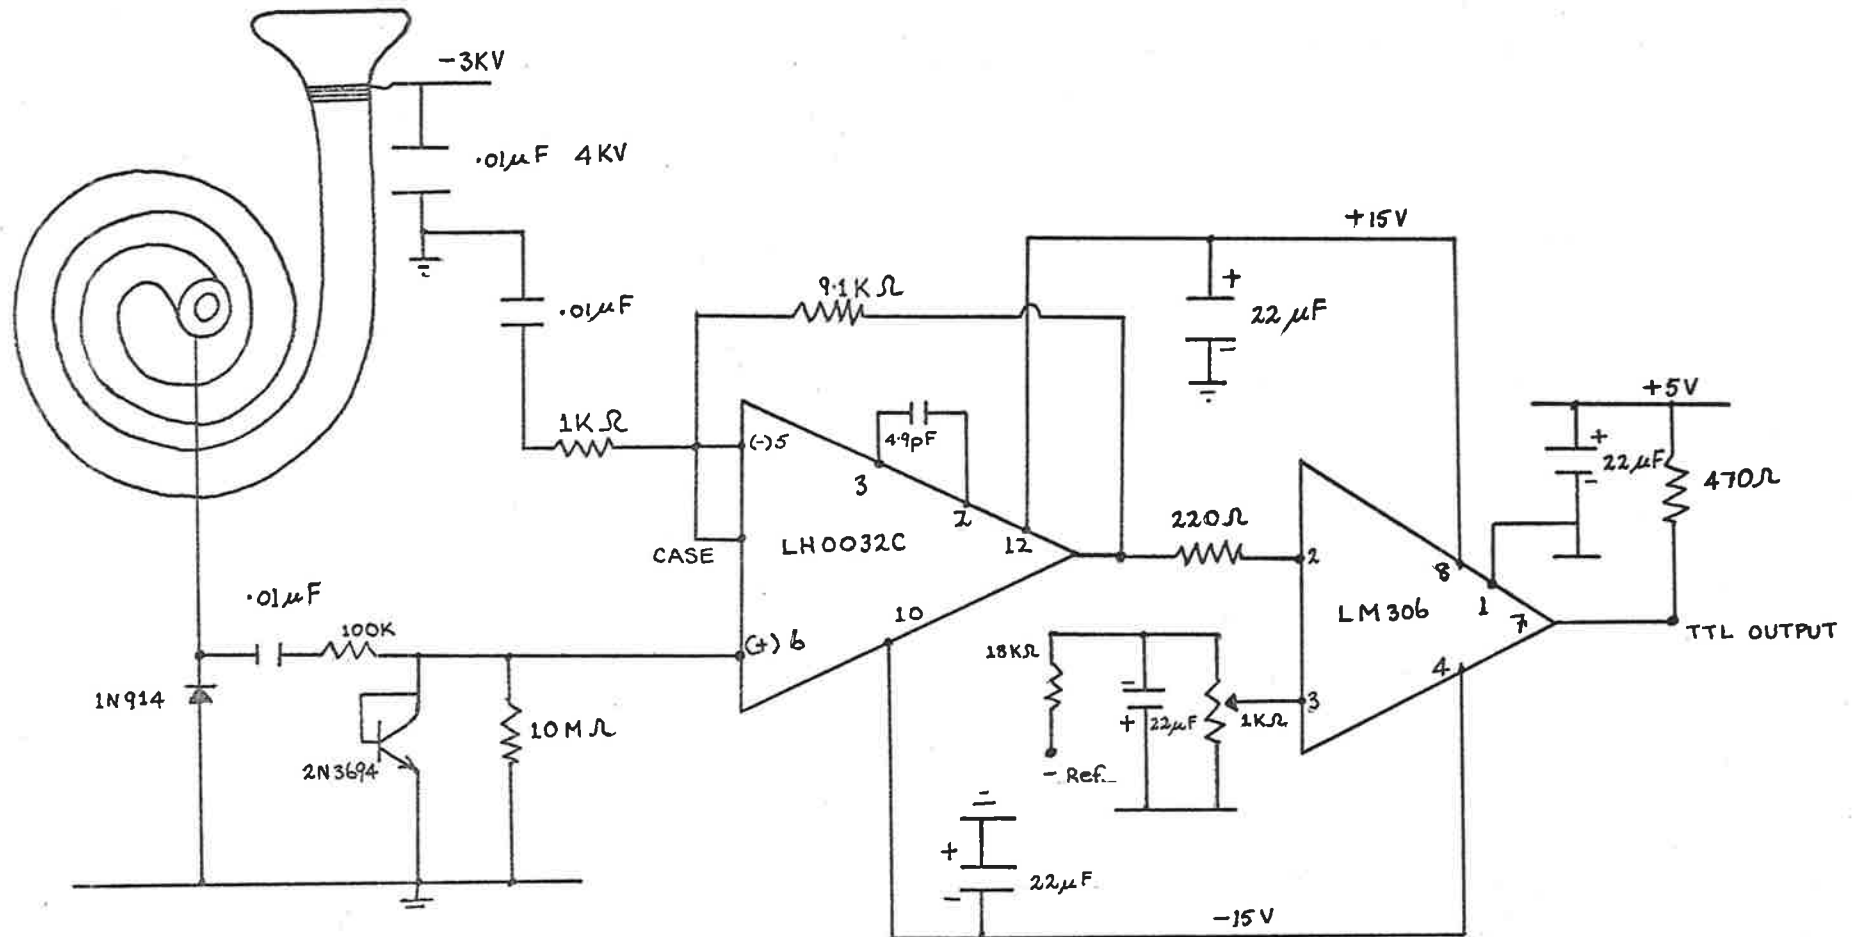 -3KV
.01µF 4KV
+15V
9.1KΩ
+
.01µF
22µF
-
+5V
1KΩ
(-)5
4.9pF
+
22µF
-
470Ω
3
2
220Ω
12
LH0032C
CASE
2
8
.01µF
10
LM306
1
7
100K
(+)6
TTL OUTPUT
18KΩ
4
1N914
-
3
+
22µF
1KΩ
10MΩ
2N3694
- Ref.
+
22µF
-
-15V